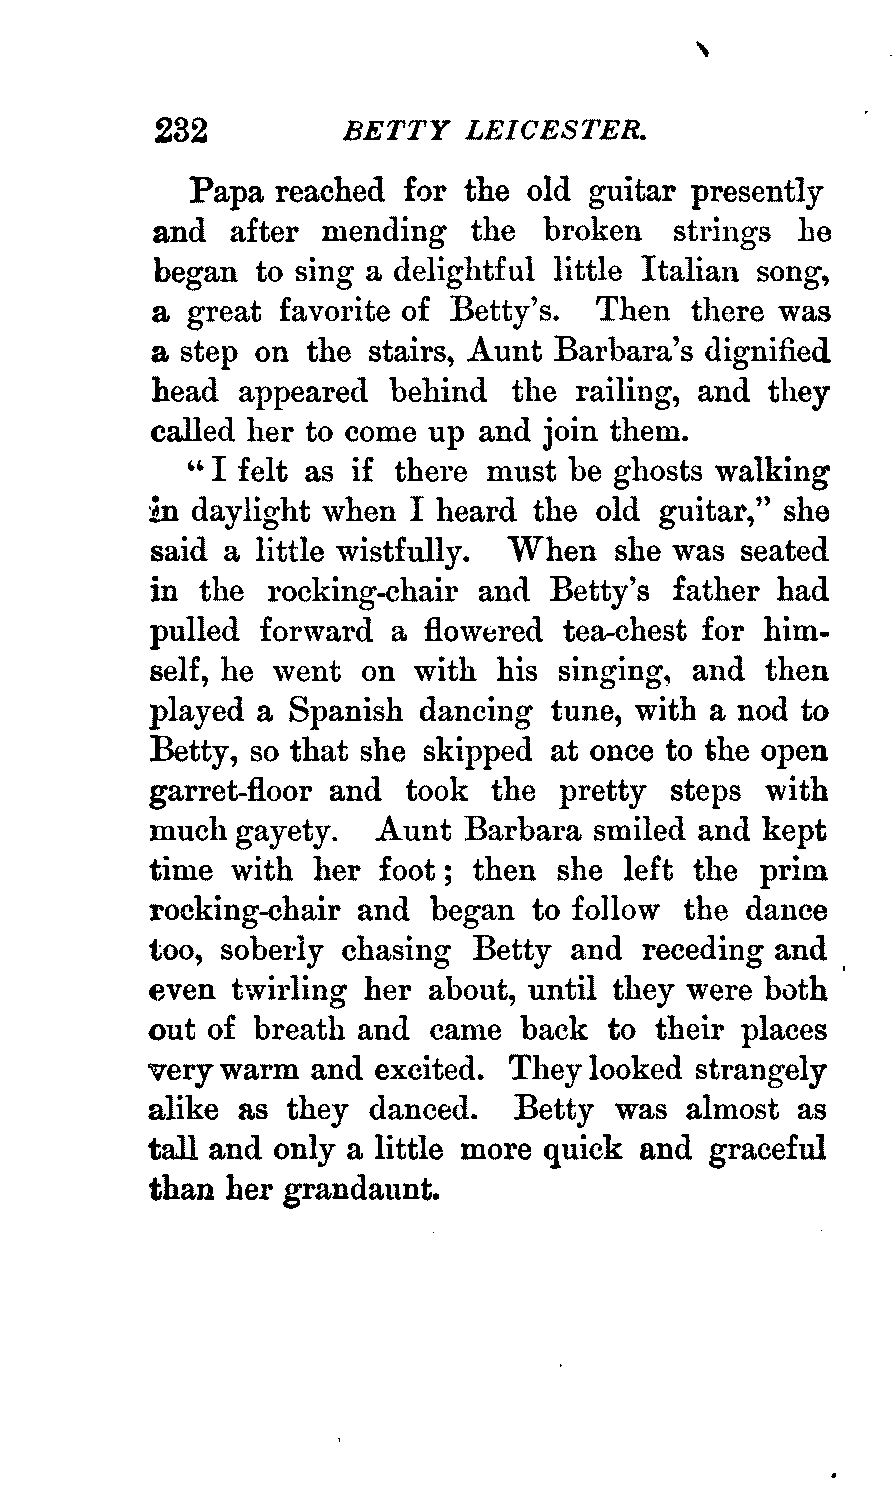 232 BETTY LEICESTER.
Papa reached for the old guitar presently
and after mending the broken strings he
began to sing a delightful little Italian song,
a great favorite of Betty's. Then there was
a step on the stairs, Aunt Barbara's dignified
head appeared behind the railing, and they
called her to come up and join them.
"I felt as if there must be ghosts walking
in daylight when I heard the old guitar," she
said a little wistfully. When she was seated
in the rocking-chair and Betty's father had
pulled forward a flowered tea-chest for him-
self, he went on with his singing, and then
played a Spanish dancing tune, with a nod to
Betty, so that she skipped at once to the open
garret-floor and took the pretty steps with
much gayety. Aunt Barbara smiled and kept
time with her foot; then she left the prim
rocking-chair and began to follow the dance
too, soberly chasing Betty and receding and
even twirling her about, until they were both
out of breath and came back to their places
very warm and excited. They looked strangely
alike as they danced. Betty was almost as
tall and only a little more quick and graceful
than her grandaunt.